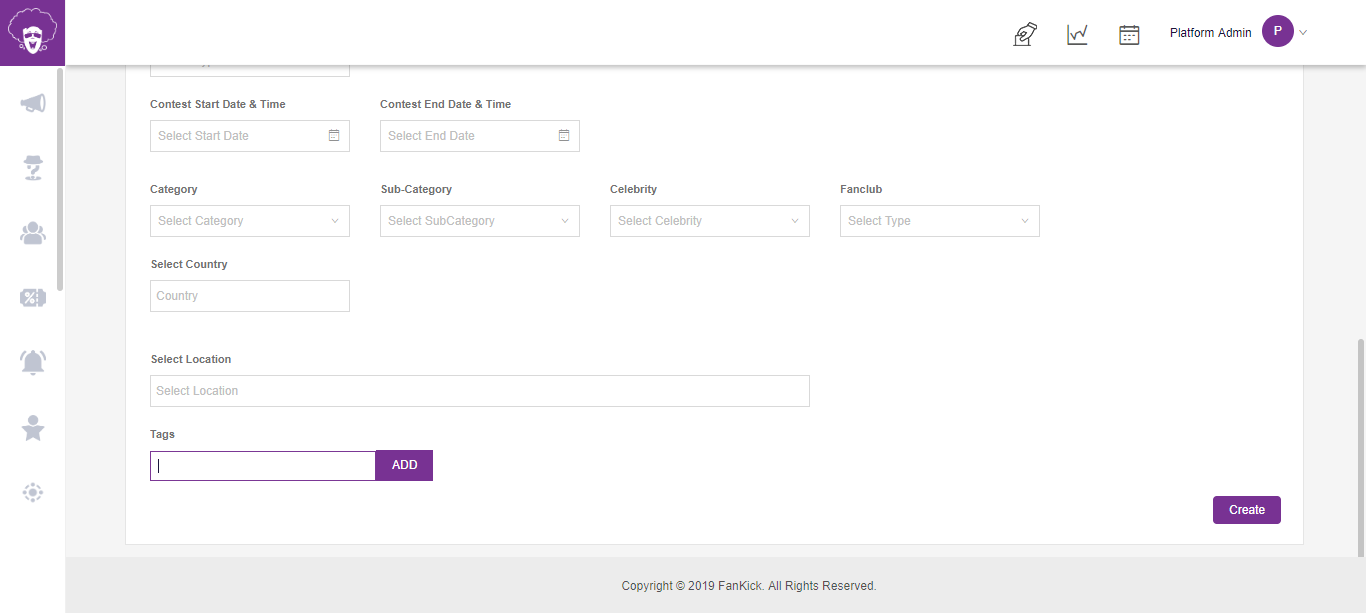 Platform Admin P
Contest Start Date & Time Contest End Date & Time
Select Start Date Select End Date
Category Sub-Category Celebrity Fanclub
Select Category Select SubCategory Select Celebrity Select Type
Select Country
Country
Select Location
Select Location
Tags
ADD
Create
Copyright © 2019 FanKick. All Rights Reserved.